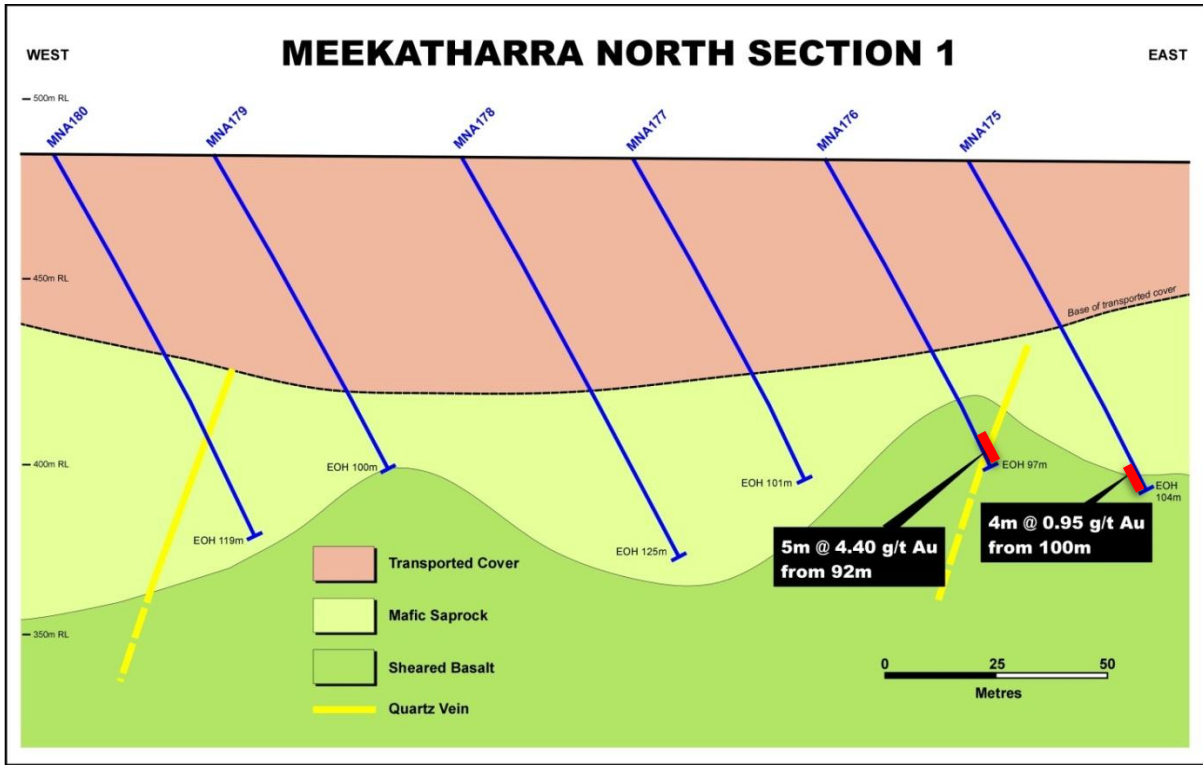 MEEKATHARRA NORTH SECTION 1
WEST
EAST
500m RL
MNA180
MNA179
MNA178
MNA177
MNA176
MNA175
450m RL
Base of transported cover
400m RL
EOH 100m
EOH 101m
EOH 97m
EOH
104m
EOH 119m
EOH 125m
5m @ 4.40 g/t Au
from 92m
4m @ 0.95 g/t Au
from 100m
Transported Cover
Mafic Saprock
350m RL
Sheared Basalt
Quartz Vein
0 25 50
Metres